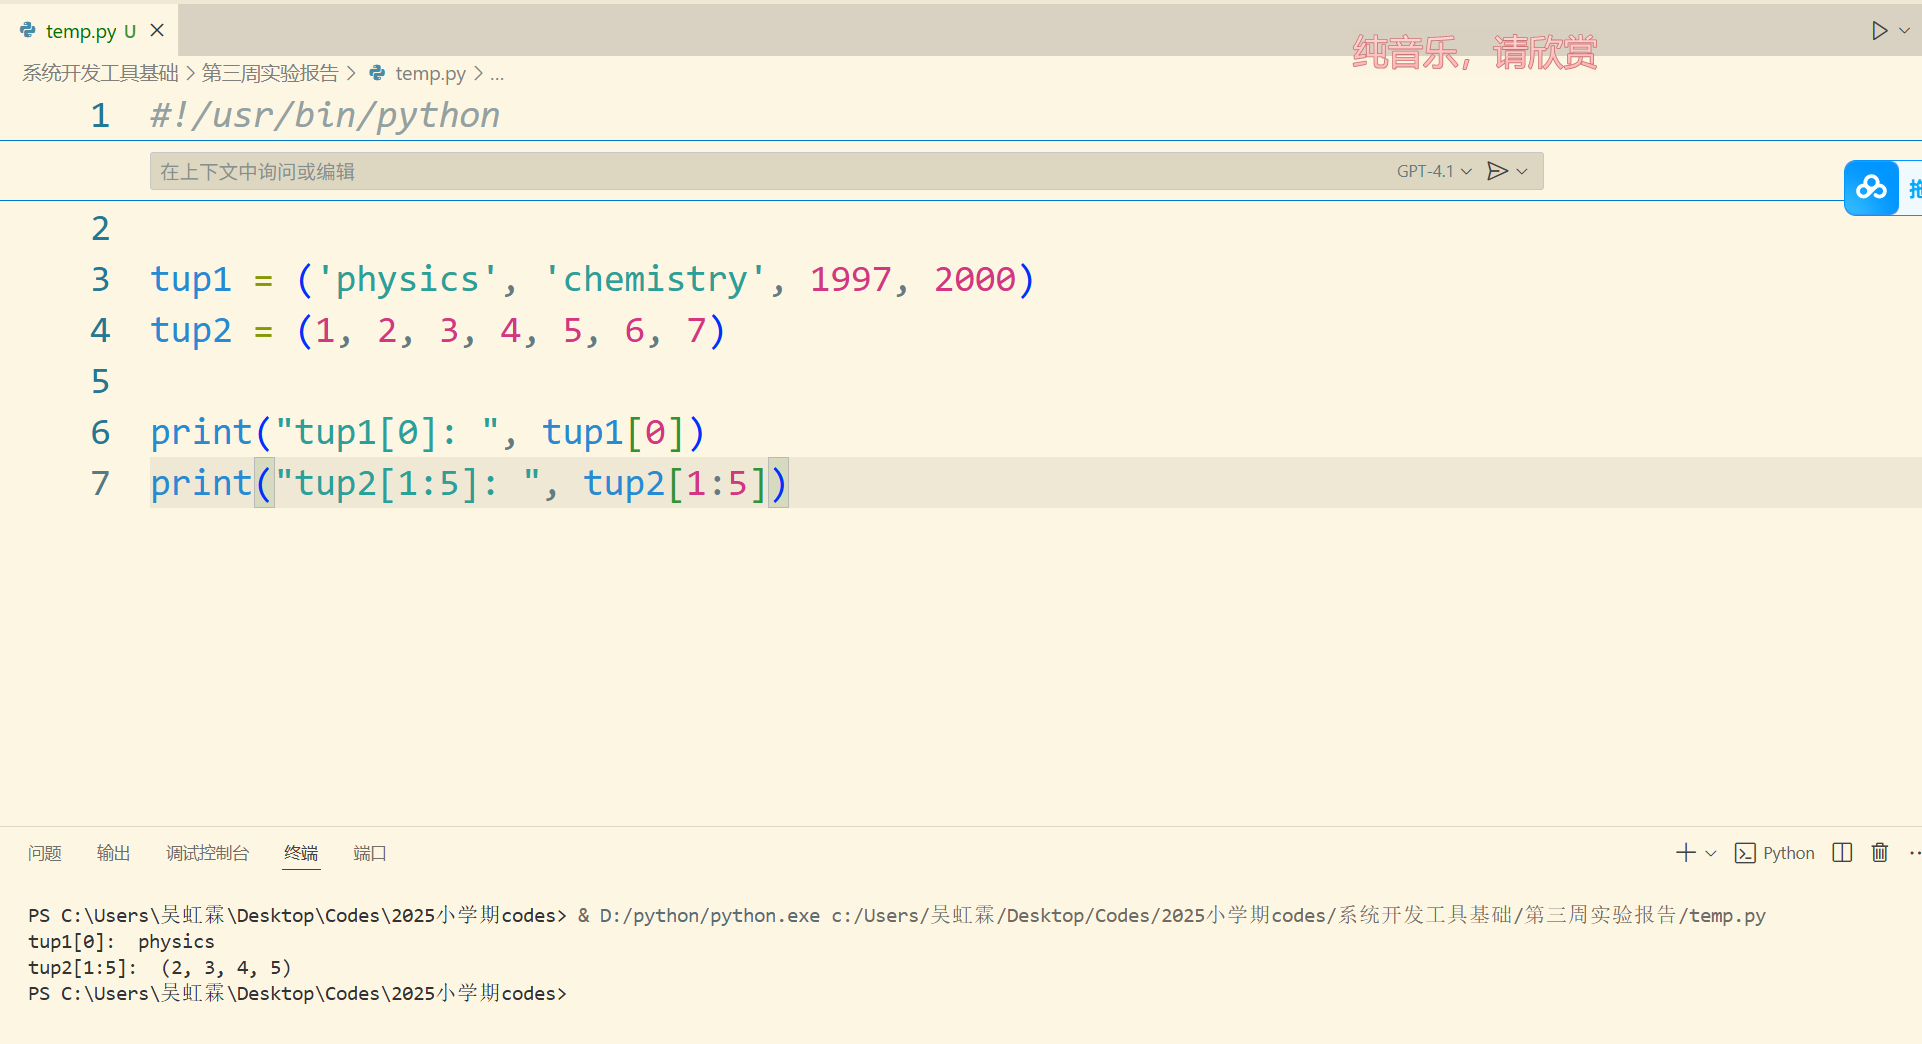 temp.py U
纯音乐，请欣赏
系统开发工具基础 > 第三周实验报告 > temp.py > ...
1 #!/usr/bin/python
在上下文中询问或编辑 GPT-4.1
拖
2
3 tup1 = ('physics', 'chemistry', 1997, 2000)
4 tup2 = (1, 2, 3, 4, 5, 6, 7)
5
6 print("tup1[0]: ", tup1[0])
7 print("tup2[1:5]: ", tup2[1:5])
问题 输出 调试控制台 终端 端口 Python
PS C:\Users\吴虹霖\Desktop\Codes\2025小学期codes> & D:/python/python.exe c:/Users/吴虹霖/Desktop/Codes/2025小学期codes/系统开发工具基础/第三周实验报告/temp.py
tup1[0]:  physics
tup2[1:5]:  (2, 3, 4, 5)
PS C:\Users\吴虹霖\Desktop\Codes\2025小学期codes>